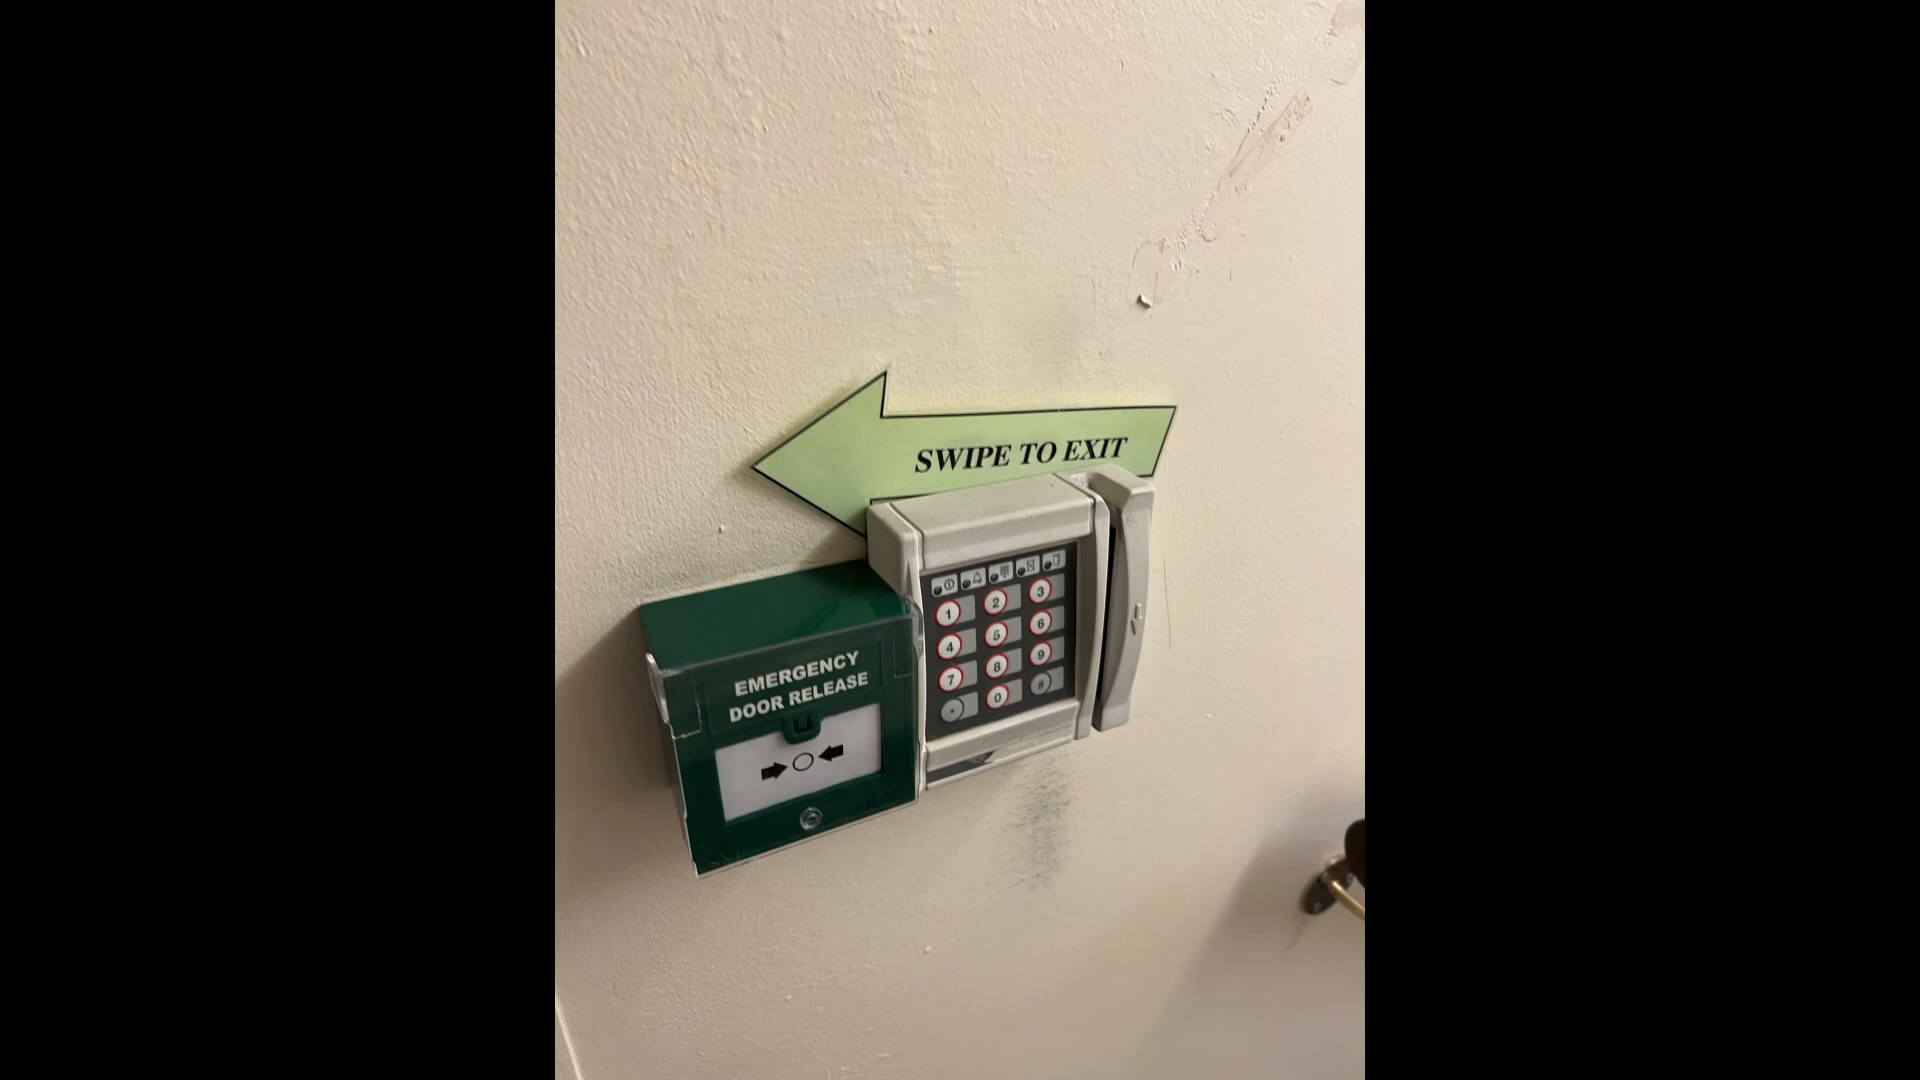 SWIPE TO EXIT
1 2 3
4 5 6
7 8 9
* 0 #
EMERGENCY
DOOR RELEASE